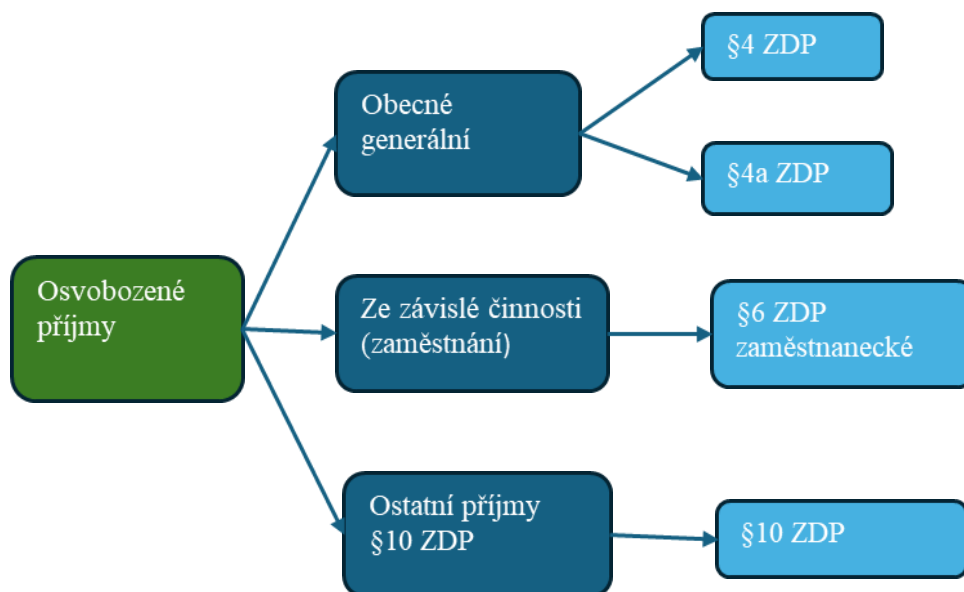 Osvobozené
příjmy
Obecné
generální
§4 ZDP
§4a ZDP
Ze závislé činnosti
(zaměstnání)
§6 ZDP
zaměstnanecké
Ostatní příjmy
§10 ZDP
§10 ZDP